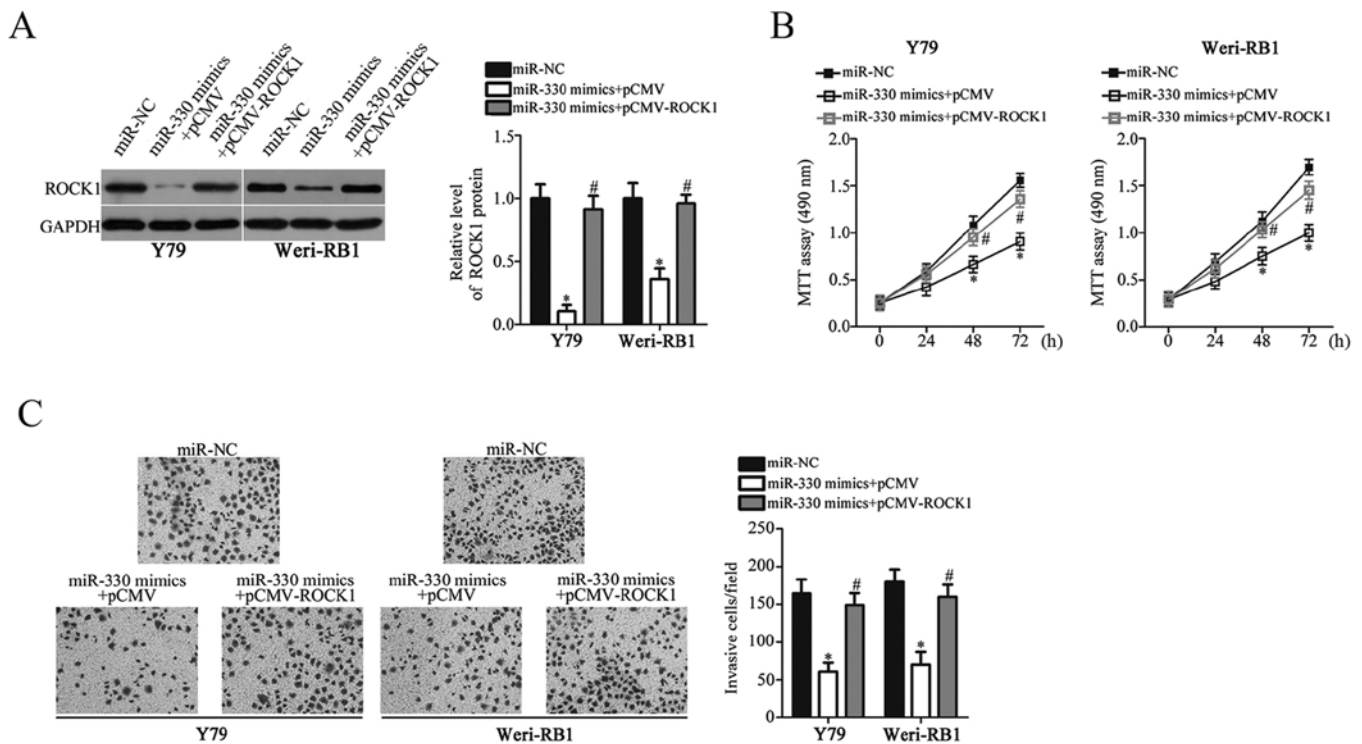 A
miR-NC
miR-330 mimics
+pCMV
miR-330 mimics
+pCMV-ROCK1
miR-NC
miR-330 mimics
miR-330 mimics
+pCMV-ROCK1
ROCK1
GAPDH
Y79
Weri-RB1
miR-NC
miR-330 mimics+pCMV
miR-330 mimics+pCMV-ROCK1
Relative level
of ROCK1 protein
1.5
1.0
0.5
0.0
*
#
*
#
Y79
Weri-RB1
B
Y79
miR-NC
miR-330 mimics+pCMV
miR-330 mimics+pCMV-ROCK1
MTT assay (490 nm)
2.0
1.5
1.0
0.5
0.0
#
*
#
*
0
24
48
72
(h)
Weri-RB1
miR-NC
miR-330 mimics+pCMV
miR-330 mimics+pCMV-ROCK1
MTT assay (490 nm)
2.0
1.5
1.0
0.5
0.0
#
*
#
*
0
24
48
72
(h)
C
miR-NC
miR-330 mimics
+pCMV
miR-330 mimics
+pCMV-ROCK1
Y79
miR-NC
miR-330 mimics
+pCMV
miR-330 mimics
+pCMV-ROCK1
Weri-RB1
miR-NC
miR-330 mimics+pCMV
miR-330 mimics+pCMV-ROCK1
Invasive cells/field
250
200
150
100
50
0
*
#
*
#
Y79
Weri-RB1